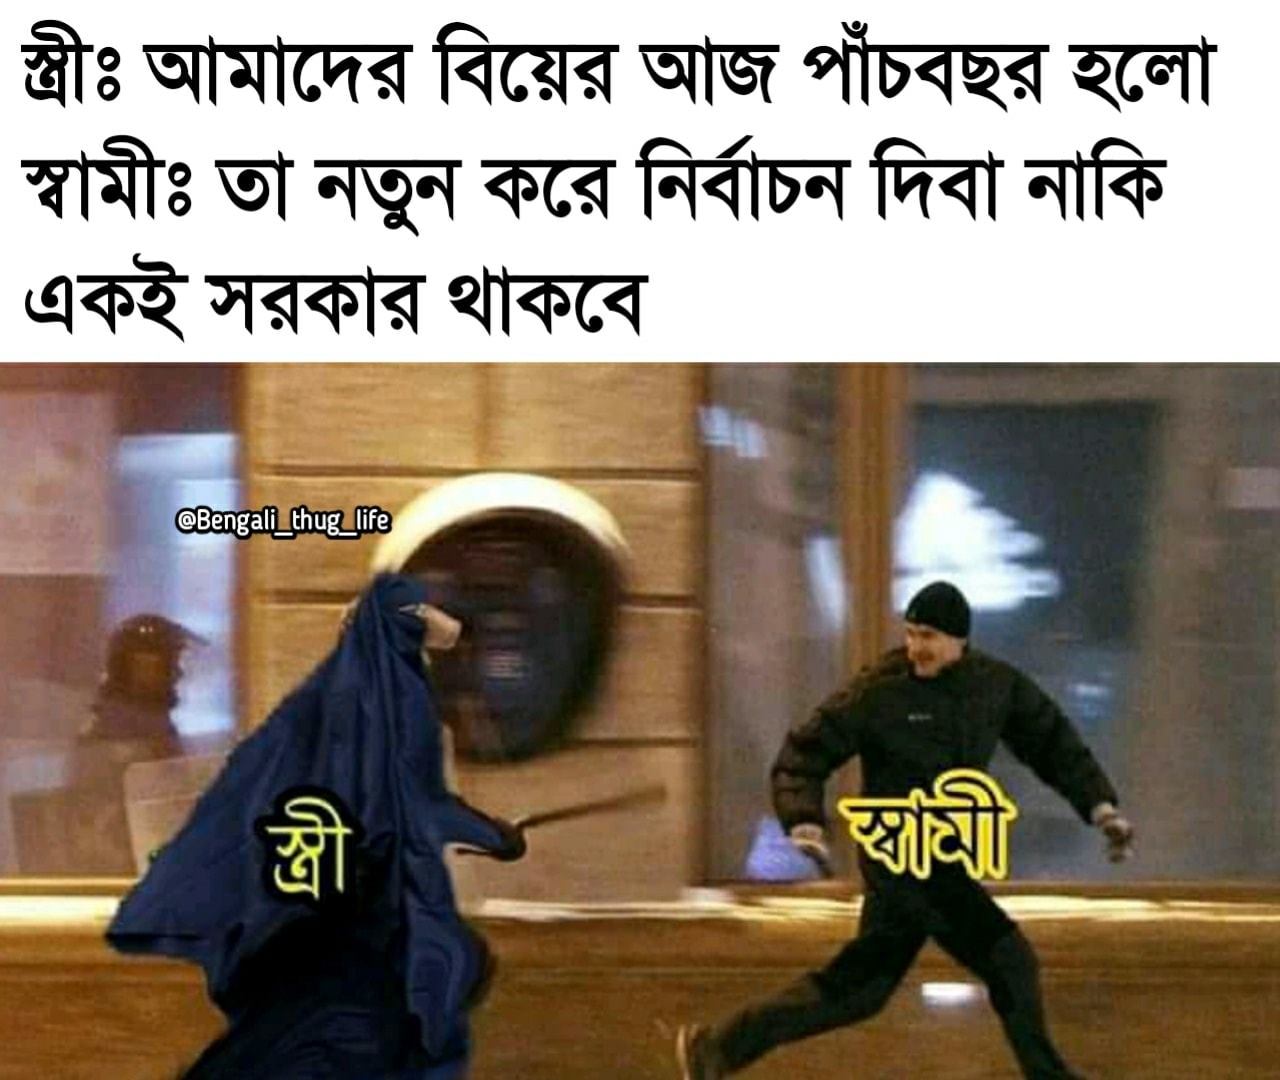 স্ত্রীঃ আমাদের বিয়ের আজ পাঁচবছর হলো
স্বামীঃ তা নতুন করে নির্বাচন দিবা নাকি
একই সরকার থাকবে
@Bengali_thug_life
স্ত্রী
স্বামী